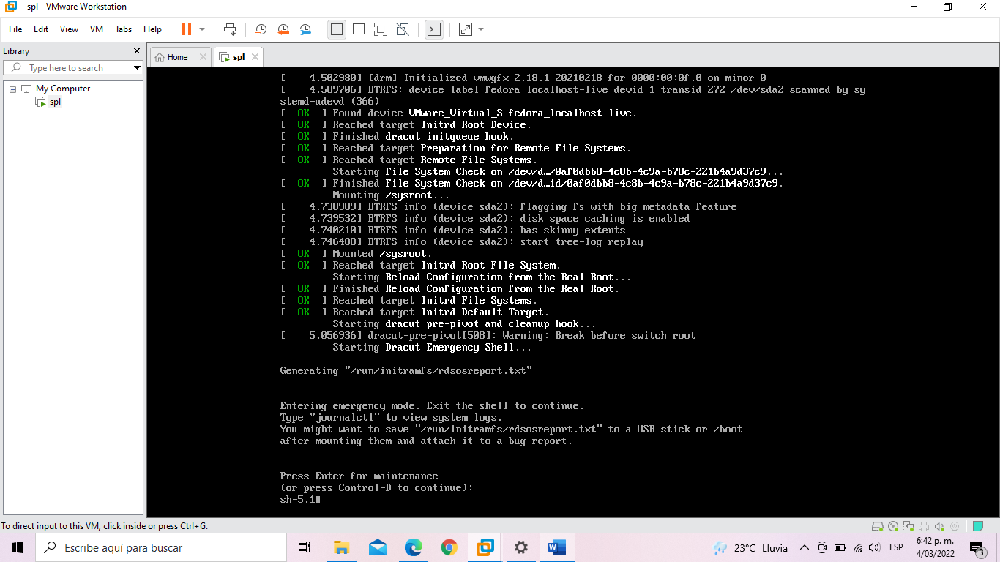 spl - VMware Workstation
File Edit View VM Tabs Help
Library
Type here to search
My Computer
spl
Home
spl
[    4.502980] [drm] Initialized vmwgfx 2.18.1 20210218 for 0000:00:0f.0 on minor 0
[    4.589706] BTRFS: device label fedora_localhost-live devid 1 transid 272 /dev/sda2 scanned by sy
stemd-udevd (366)
[  OK  ] Found device VMware_Virtual_S fedora_localhost-live.
[  OK  ] Reached target Initrd Root Device.
[  OK  ] Finished dracut initqueue hook.
[  OK  ] Reached target Preparation for Remote File Systems.
[  OK  ] Reached target Remote File Systems.
Starting File System Check on /dev/d…/0af0dbb8-4c8b-4c9a-b78c-221b4a9d37c9...
[  OK  ] Finished File System Check on /dev/d…id/0af0dbb8-4c8b-4c9a-b78c-221b4a9d37c9.
Mounting /sysroot...
[    4.738989] BTRFS info (device sda2): flagging fs with big metadata feature
[    4.739532] BTRFS info (device sda2): disk space caching is enabled
[    4.740210] BTRFS info (device sda2): has skinny extents
[    4.746488] BTRFS info (device sda2): start tree-log replay
[  OK  ] Mounted /sysroot.
[  OK  ] Reached target Initrd Root File System.
Starting Reload Configuration from the Real Root...
[  OK  ] Finished Reload Configuration from the Real Root.
[  OK  ] Reached target Initrd File Systems.
[  OK  ] Reached target Initrd Default Target.
Starting dracut pre-pivot and cleanup hook...
[    5.056936] dracut-pre-pivot[508]: Warning: Break before switch_root
Starting Dracut Emergency Shell...
Generating "/run/initramfs/rdsosreport.txt"
Entering emergency mode. Exit the shell to continue.
Type "journalctl" to view system logs.
You might want to save "/run/initramfs/rdsosreport.txt" to a USB stick or /boot
after mounting them and attach it to a bug report.
Press Enter for maintenance
(or press Control-D to continue):
sh-5.1#
To direct input to this VM, click inside or press Ctrl+G.
Escribe aquí para buscar
23°C Lluvia
ESP
6:42 p. m.
4/03/2022
3